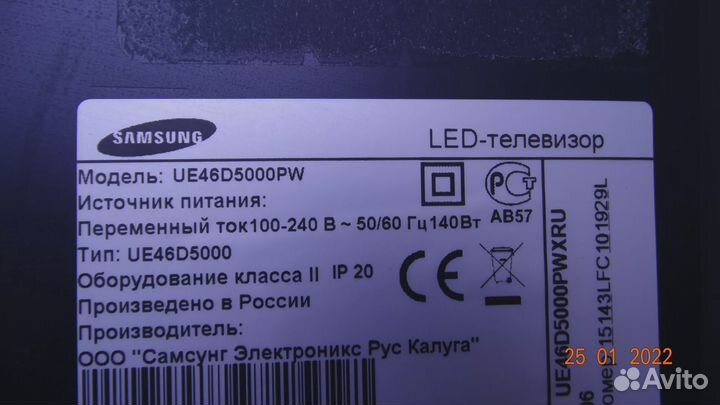 SAMSUNG
LED-телевизор
Модель: UE46D5000PW
Источник питания:
Переменный ток100-240 В ~ 50/60 Гц140Вт
Тип: UE46D5000
Оборудование класса II IP 20
Произведено в России
Производитель:
ООО "Самсунг Электроникс Рус Калуга"
АВ57
UE46D5000PWXRU
15143LFC101929L
25 01 2022
Avito